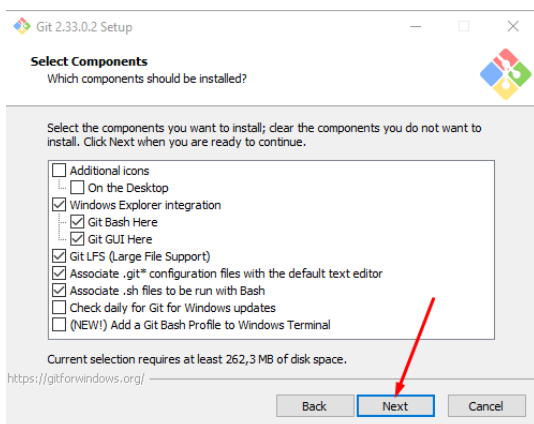 Git 2.33.0.2 Setup
Select Components
Which components should be installed?
Select the components you want to install; clear the components you do not want to
install. Click Next when you are ready to continue.
Additional icons
On the Desktop
Windows Explorer integration
Git Bash Here
Git GUI Here
Git LFS (Large File Support)
Associate .git* configuration files with the default text editor
Associate .sh files to be run with Bash
Check daily for Git for Windows updates
(NEW!) Add a Git Bash Profile to Windows Terminal
Current selection requires at least 262,3 MB of disk space.
https://gitforwindows.org/
Back Next Cancel